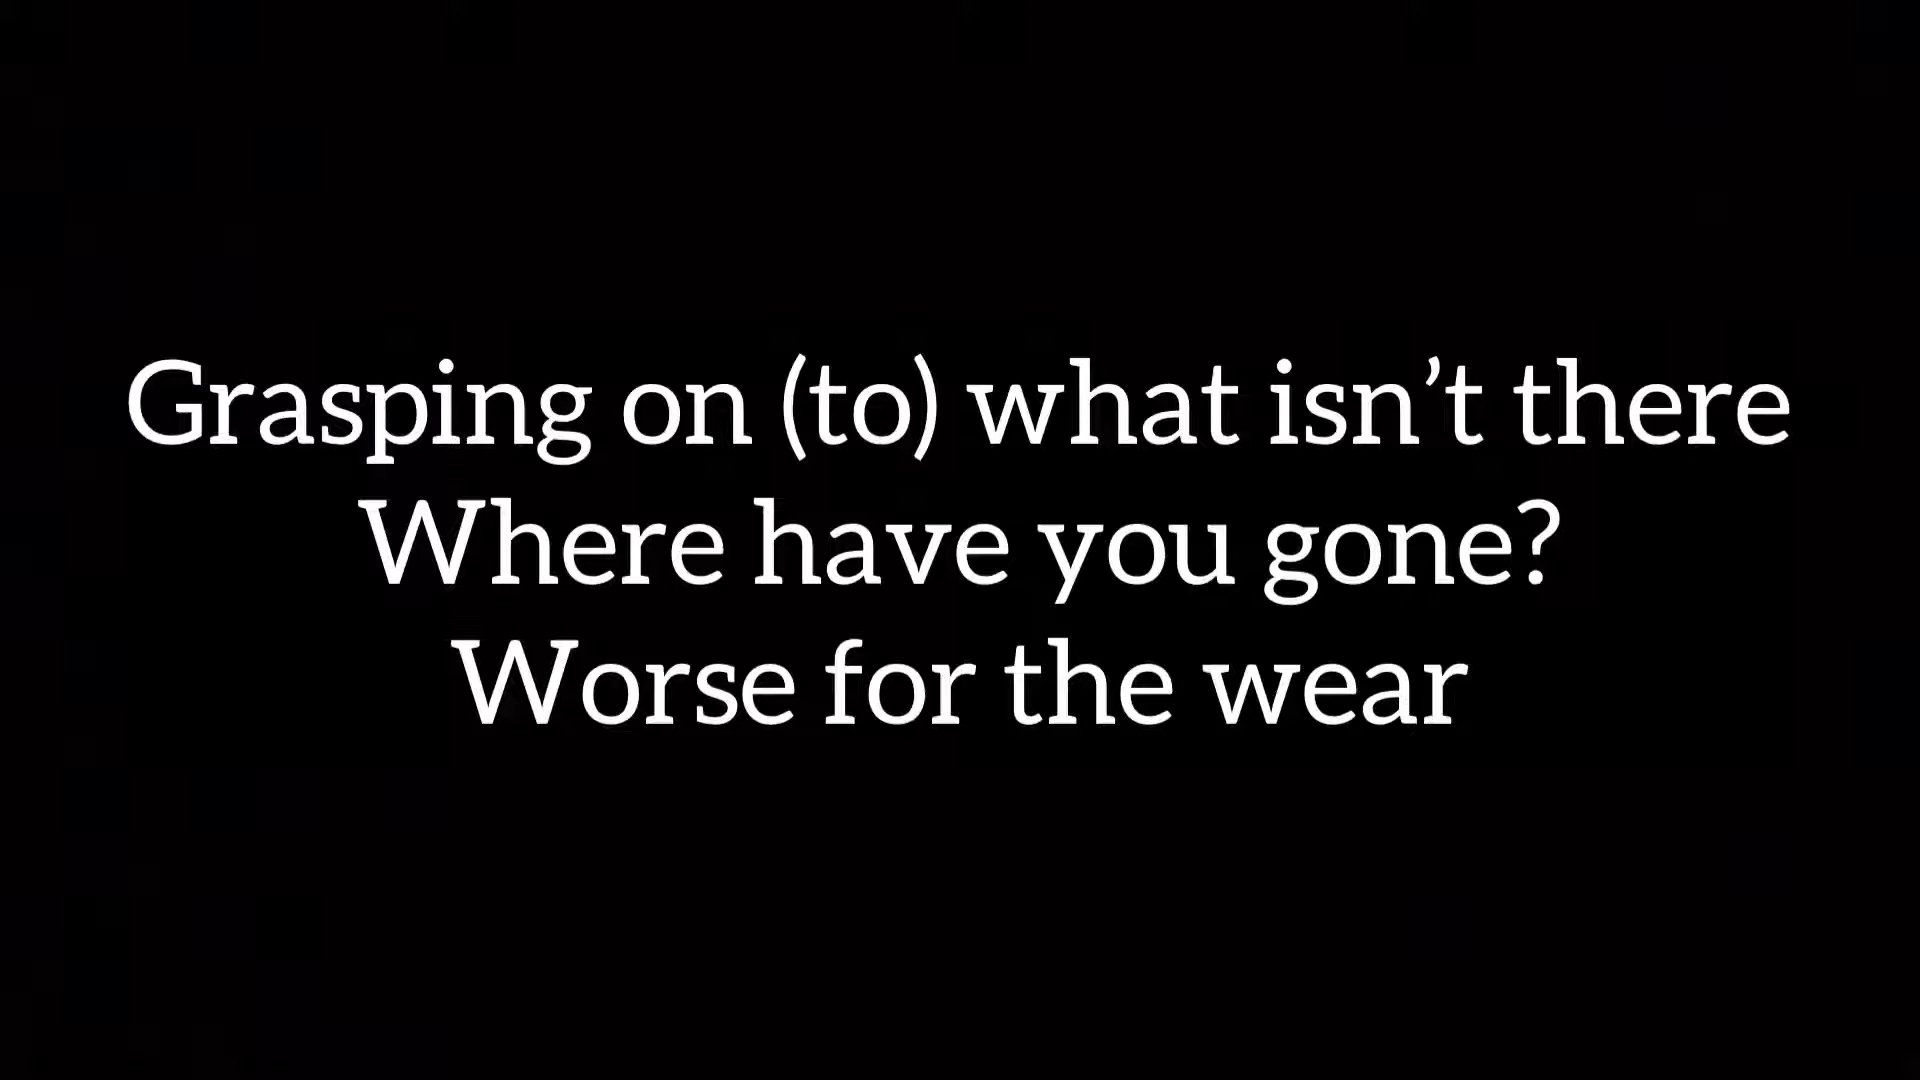 Grasping on (to) what isn’t there
Where have you gone?
Worse for the wear